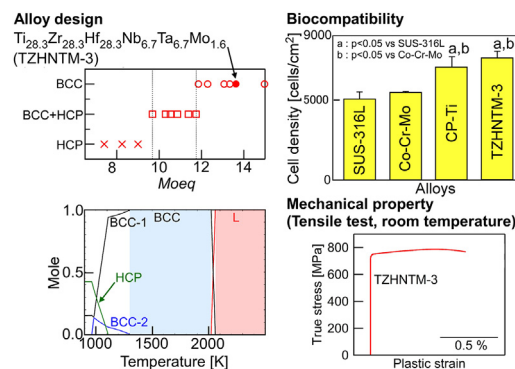 Alloy design
Ti28.3Zr28.3Hf28.3Nb6.7Ta6.7Mo1.6
(TZHNTM-3)
BCC
BCC+HCP
HCP
8 10 12 14
Moeq
Biocompatibility
a : p<0.05 vs SUS-316L
b : p<0.05 vs Co-Cr-Mo
a,b
a,b
9000
5000
0
Cell density [cells/cm2]
SUS-316L
Co-Cr-Mo
CP-Ti
TZHNTM-3
Alloys
1.0
0.5
0.0
Mole
BCC-1
BCC
L
HCP
BCC-2
1000 1500 2000
Temperature [K]
Mechanical property
(Tensile test, room temperature)
800
600
400
200
0
True stress [MPa]
TZHNTM-3
0.5 %
Plastic strain